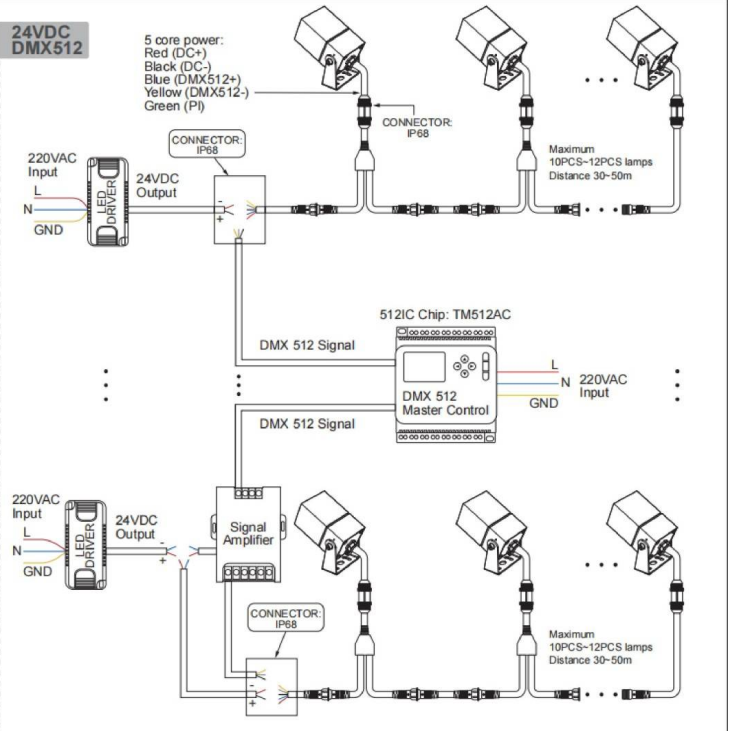 24VDC
DMX512
5 core power:
Red (DC+)
Black (DC-)
Blue (DMX512+)
Yellow (DMX512-)
Green (PI)
CONNECTOR:
IP68
CONNECTOR:
IP68
Maximum
10PCS~12PCS lamps
Distance 30~50m
220VAC
Input
L
N
GND
LED
DRIVER
24VDC
Output
-
+
512IC Chip: TM512AC
DMX 512 Signal
DMX 512
Master Control
L
N
GND
220VAC
Input
DMX 512 Signal
220VAC
Input
L
N
GND
LED
DRIVER
24VDC
Output
-
+
Signal
Amplifier
CONNECTOR:
IP68
-
+
Maximum
10PCS~12PCS lamps
Distance 30~50m